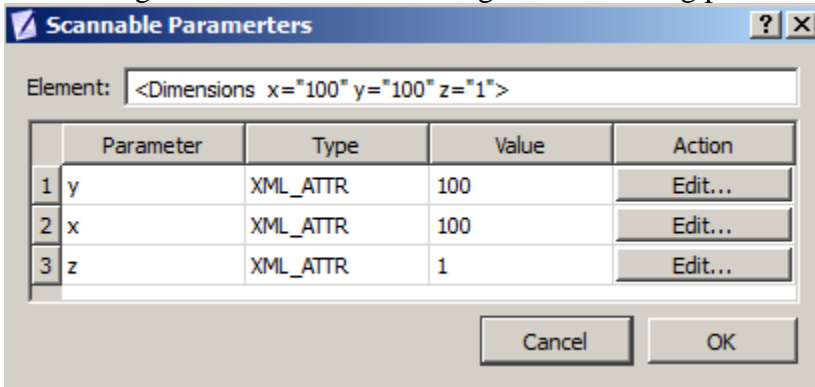 Scannable Paramerters
Element: <Dimensions x="100" y="100" z="1">
Parameter Type Value Action
1 y XML_ATTR 100 Edit...
2 x XML_ATTR 100 Edit...
3 z XML_ATTR 1 Edit...
Cancel OK